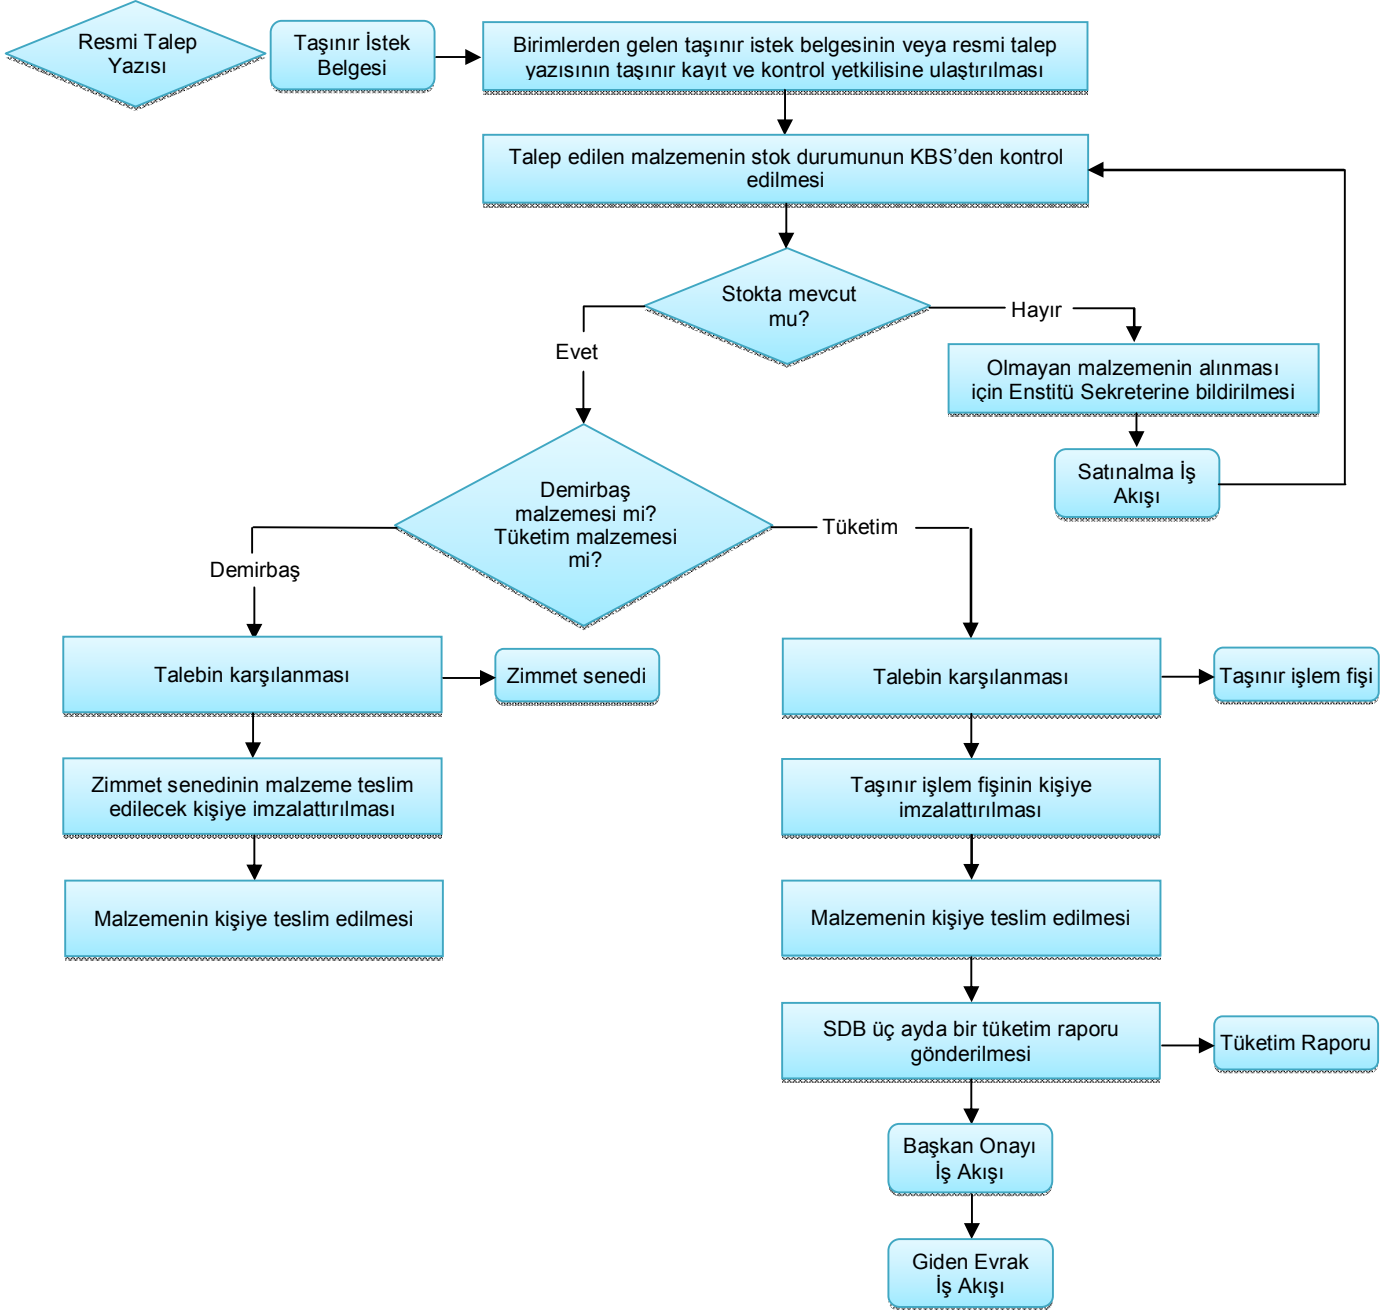 Resmi Talep
Yazısı
Taşınır İstek
Belgesi
Birimlerden gelen taşınır istek belgesinin veya resmi talep
yazısının taşınır kayıt ve kontrol yetkilisine ulaştırılması
Talep edilen malzemenin stok durumunun KBS’den kontrol
edilmesi
Stokta mevcut
mu?
Hayır
Evet
Olmayan malzemenin alınması
için Enstitü Sekreterine bildirilmesi
Satınalma İş
Akışı
Demirbaş
malzemesi mi?
Tüketim malzemesi
mi?
Tüketim
Demirbaş
Talebin karşılanması
Zimmet senedi
Talebin karşılanması
Taşınır işlem fişi
Zimmet senedinin malzeme teslim
edilecek kişiye imzalattırılması
Taşınır işlem fişinin kişiye
imzalattırılması
Malzemenin kişiye teslim edilmesi
Malzemenin kişiye teslim edilmesi
SDB üç ayda bir tüketim raporu
gönderilmesi
Tüketim Raporu
Başkan Onayı
İş Akışı
Giden Evrak
İş Akışı